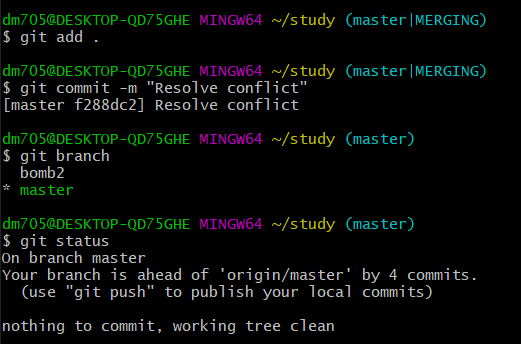 dm705@DESKTOP-QD75GHE MINGW64 ~/study (master|MERGING)
$ git add .

dm705@DESKTOP-QD75GHE MINGW64 ~/study (master|MERGING)
$ git commit -m "Resolve conflict"
[master f288dc2] Resolve conflict

dm705@DESKTOP-QD75GHE MINGW64 ~/study (master)
$ git branch
  bomb2
* master

dm705@DESKTOP-QD75GHE MINGW64 ~/study (master)
$ git status
On branch master
Your branch is ahead of 'origin/master' by 4 commits.
  (use "git push" to publish your local commits)

nothing to commit, working tree clean